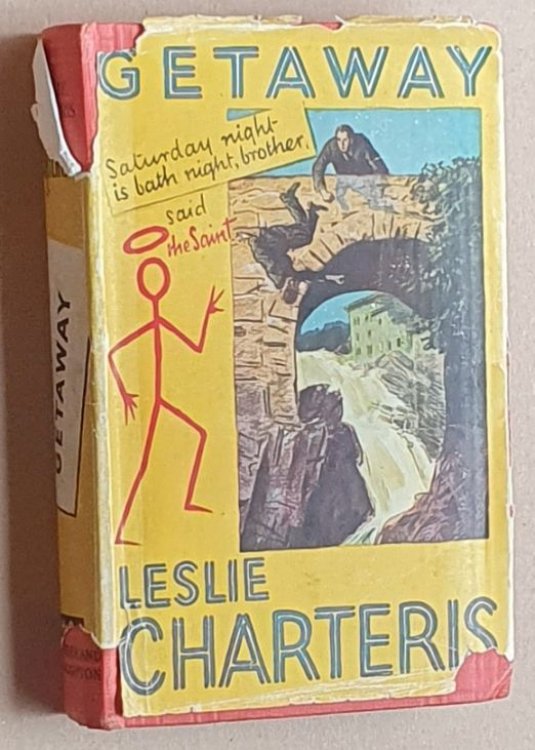 GETAWAY
Saturday night-
is bath night, brother,
said
the Saint
LESLIE
CHARTERIS
GETAWAY